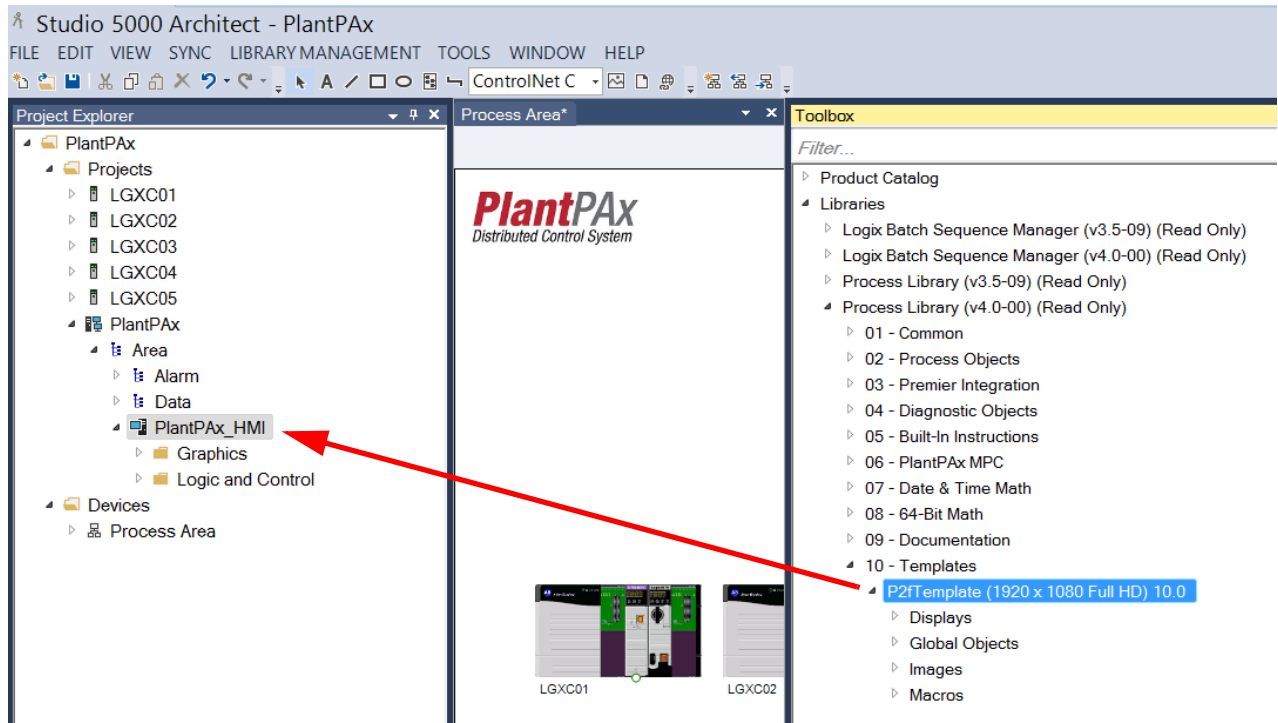 Studio 5000 Architect - PlantPAx
FILE EDIT VIEW SYNC LIBRARY MANAGEMENT TOOLS WINDOW HELP
ControlNet C
Project Explorer
PlantPAx
Projects
LGXC01
LGXC02
LGXC03
LGXC04
LGXC05
PlantPAx
Area
Alarm
Data
PlantPAx_HMI
Graphics
Logic and Control
Devices
Process Area
Process Area*
PlantPAx
Distributed Control System
LGXC01
LGXC02
Toolbox
Filter...
Product Catalog
Libraries
Logix Batch Sequence Manager (v3.5-09) (Read Only)
Logix Batch Sequence Manager (v4.0-00) (Read Only)
Process Library (v3.5-09) (Read Only)
Process Library (v4.0-00) (Read Only)
01 - Common
02 - Process Objects
03 - Premier Integration
04 - Diagnostic Objects
05 - Built-In Instructions
06 - PlantPAx MPC
07 - Date & Time Math
08 - 64-Bit Math
09 - Documentation
10 - Templates
P2fTemplate (1920 x 1080 Full HD) 10.0
Displays
Global Objects
Images
Macros